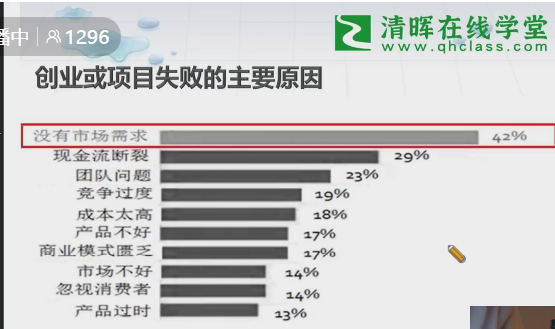 播中 1296
清晖在线学堂
www.qhclass.com
创业或项目失败的主要原因
没有市场需求 42%
现金流断裂 29%
团队问题 23%
竞争过度 19%
成本太高 18%
产品不好 17%
商业模式匮乏 17%
市场不好 14%
忽视消费者 14%
产品过时 13%